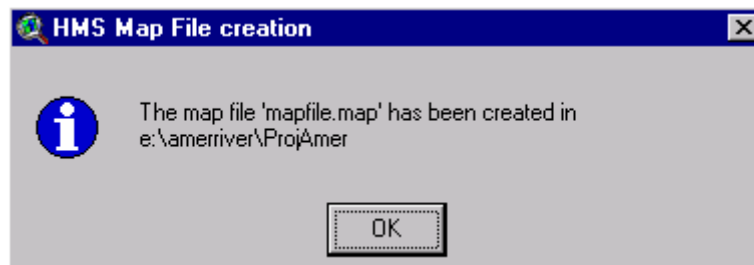 HMS Map File creation
The map file 'mapfile.map' has been created in
e:\amerriver\ProjAmer
OK